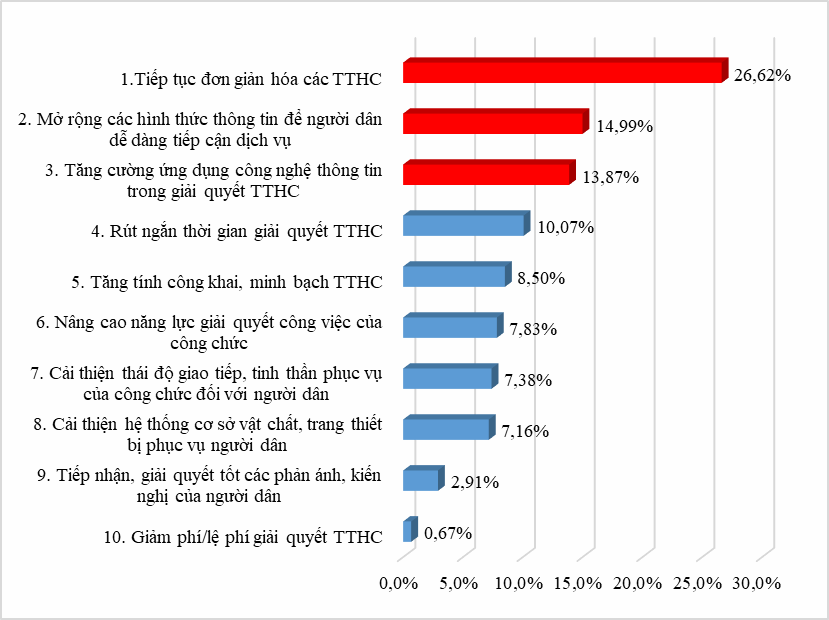 1.Tiếp tục đơn giản hóa các TTHC
26,62%
2. Mở rộng các hình thức thông tin để người dân
dễ dàng tiếp cận dịch vụ
14,99%
3. Tăng cường ứng dụng công nghệ thông tin
trong giải quyết TTHC
13,87%
4. Rút ngắn thời gian giải quyết TTHC
10,07%
5. Tăng tính công khai, minh bạch TTHC
8,50%
6. Nâng cao năng lực giải quyết công việc của
công chức
7,83%
7. Cải thiện thái độ giao tiếp, tinh thần phục vụ
của công chức đối với người dân
7,38%
8. Cải thiện hệ thống cơ sở vật chất, trang thiết
bị phục vụ người dân
7,16%
9. Tiếp nhận, giải quyết tốt các phản ánh, kiến
nghị của người dân
2,91%
10. Giảm phí/lệ phí giải quyết TTHC
0,67%
0,0% 5,0% 10,0% 15,0% 20,0% 25,0% 30,0%